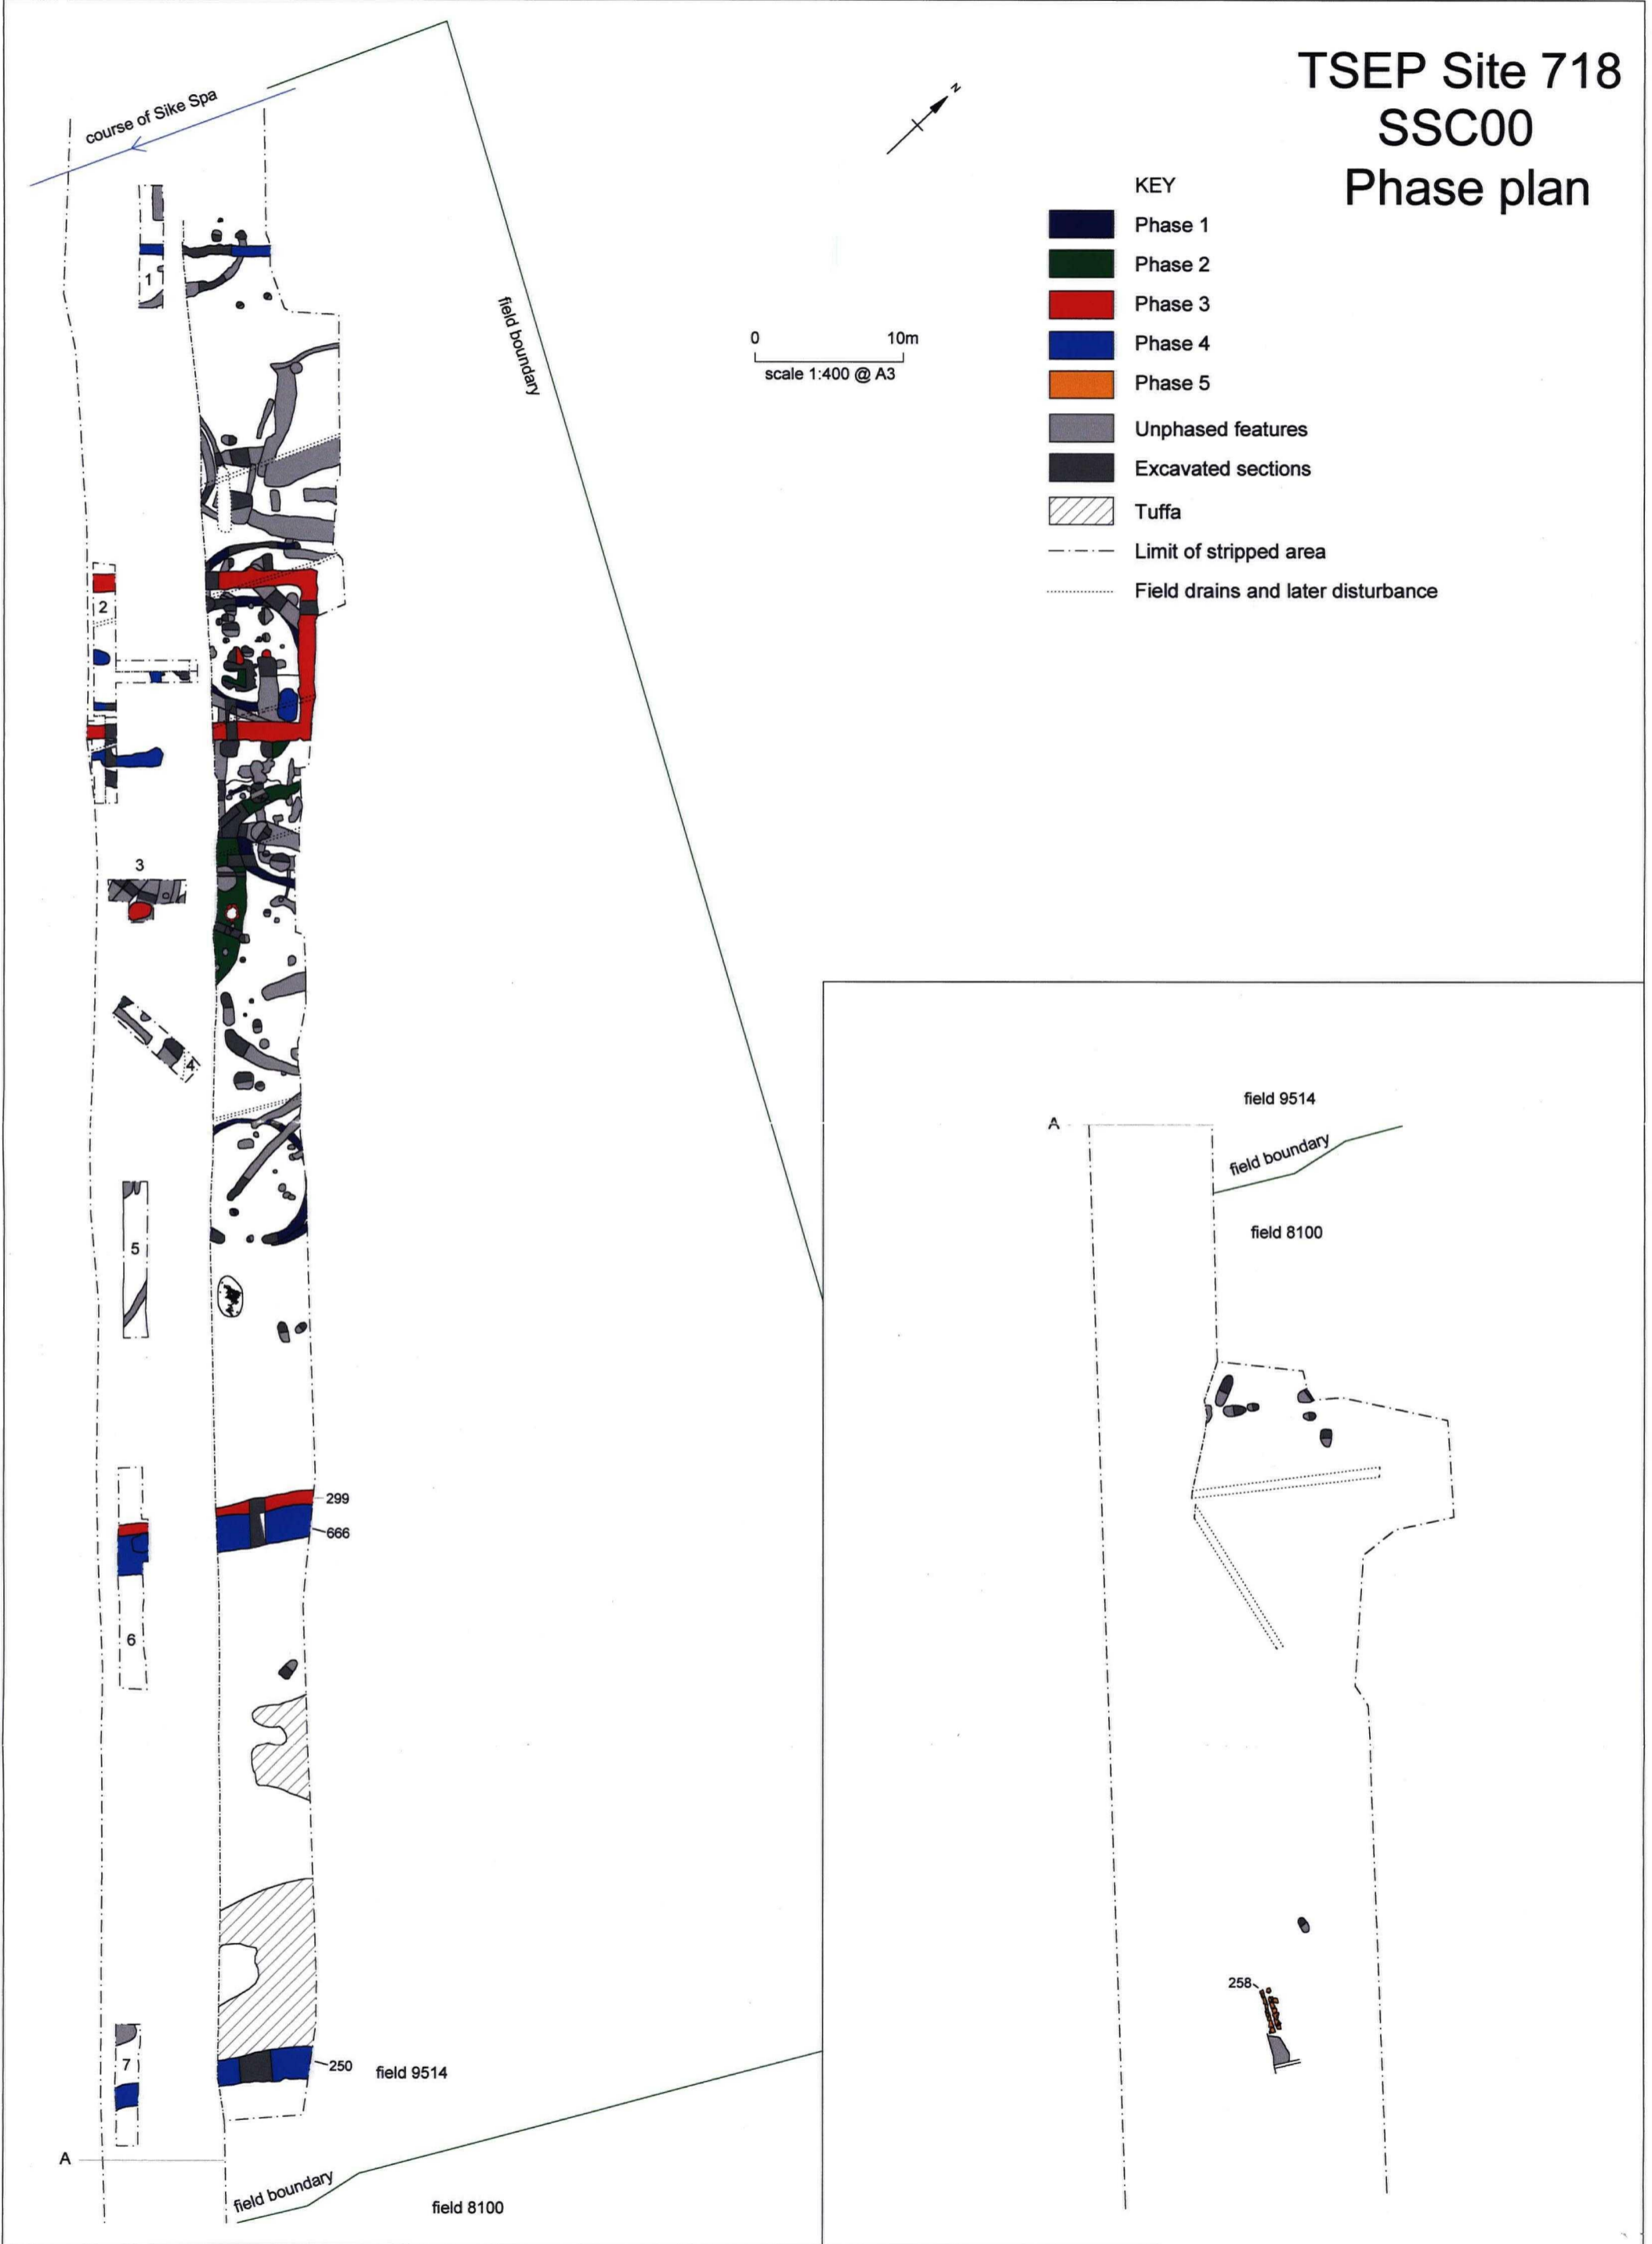 TSEP Site 718
SSC00
Phase plan
course of Sike Spa
N
KEY
Phase 1
Phase 2
Phase 3
Phase 4
Phase 5
Unphased features
Excavated sections
Tuffa
Limit of stripped area
Field drains and later disturbance
0 10m
scale 1:400 @ A3
field boundary
1
2
3
4
5
299
666
6
7
250
field 9514
A
field boundary
field 8100
field 9514
A
field boundary
field 8100
258